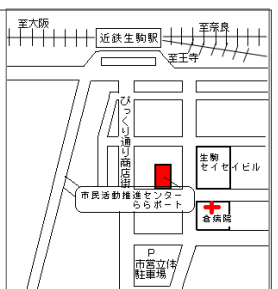 至大阪
近鉄生駒駅
至奈良
至王寺
びっくり通り商店街
生駒
セイセイビル
市民活動推進センター
ららポート
倉病院
P
市営立体
駐車場